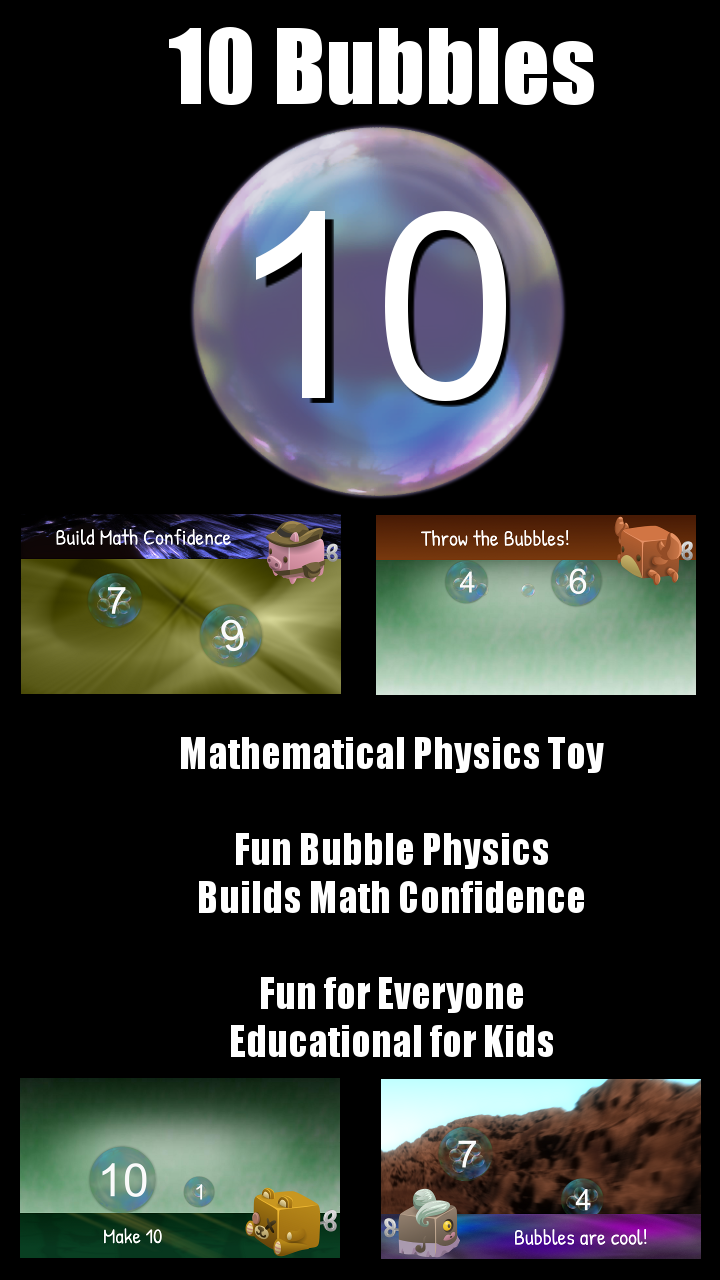 10 Bubbles
10
Build Math Confidence
7
9
Throw the Bubbles!
4
6
Mathematical Physics Toy
Fun Bubble Physics
Builds Math Confidence
Fun for Everyone
Educational for Kids
10
1
Make 10
7
4
Bubbles are cool!